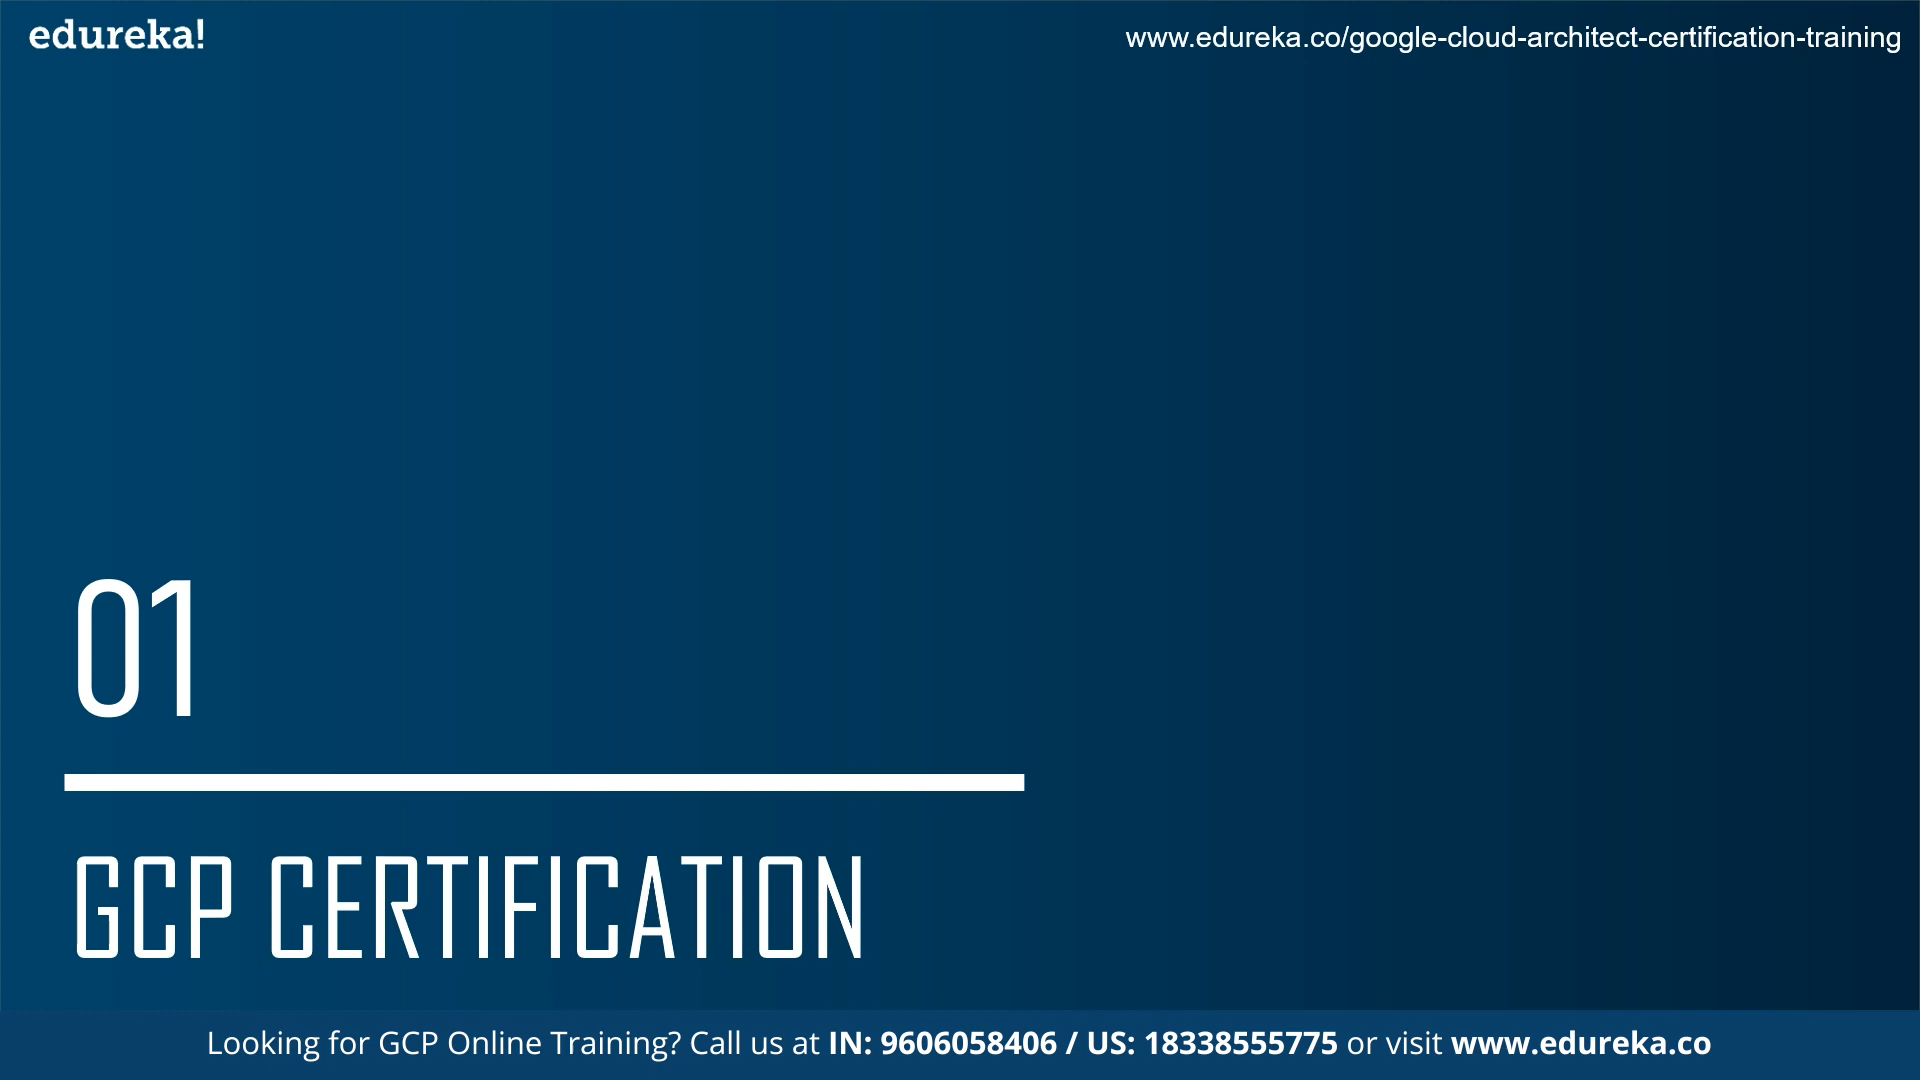 edureka!
www.edureka.co/google-cloud-architect-certification-training
01
GCP CERTIFICATION
Looking for GCP Online Training? Call us at IN: 9606058406 / US: 18338555775 or visit www.edureka.co